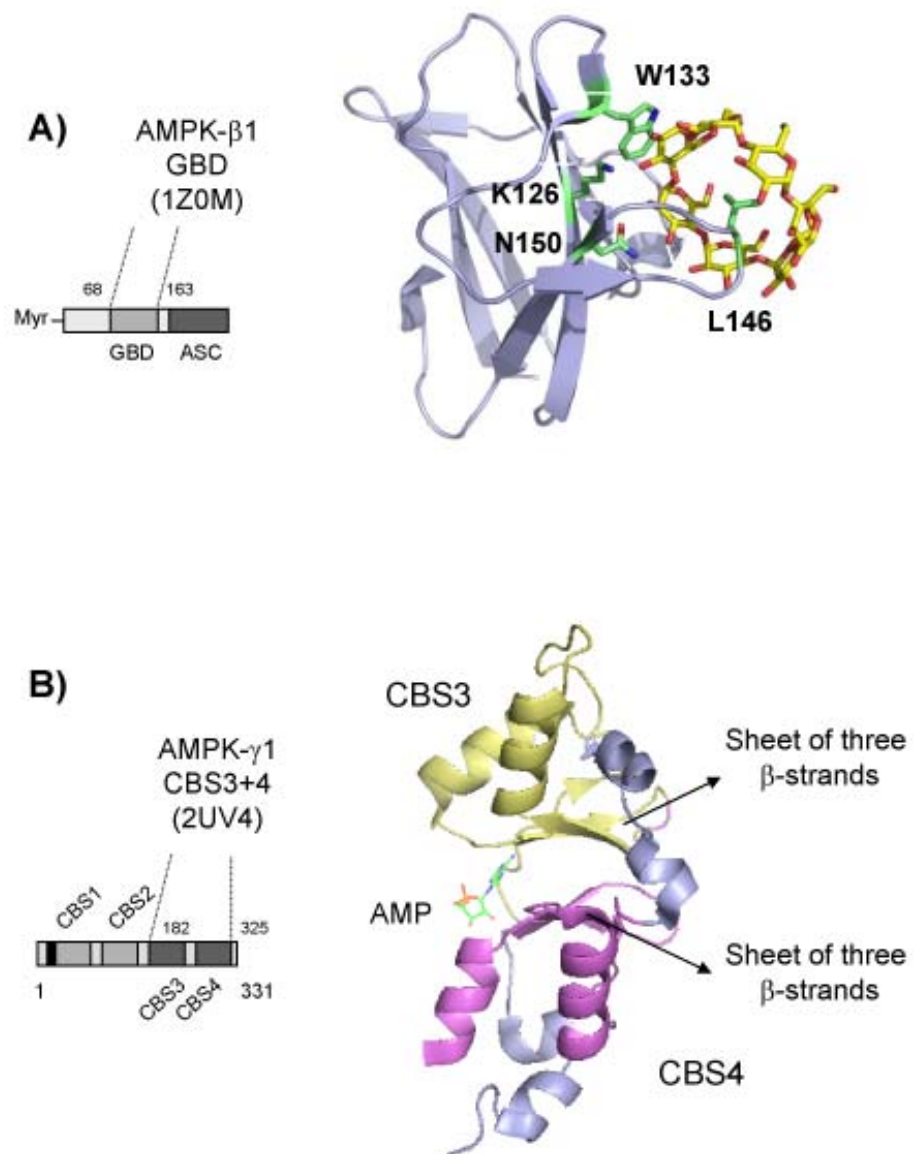 A)
AMPK-β1
GBD
(1Z0M)
68
163
Myr
GBD
ASC
W133
K126
N150
L146
B)
AMPK-γ1
CBS3+4
(2UV4)
CBS1
CBS2
182
325
1
CBS3
CBS4
331
CBS3
Sheet of three
β-strands
AMP
Sheet of three
β-strands
CBS4